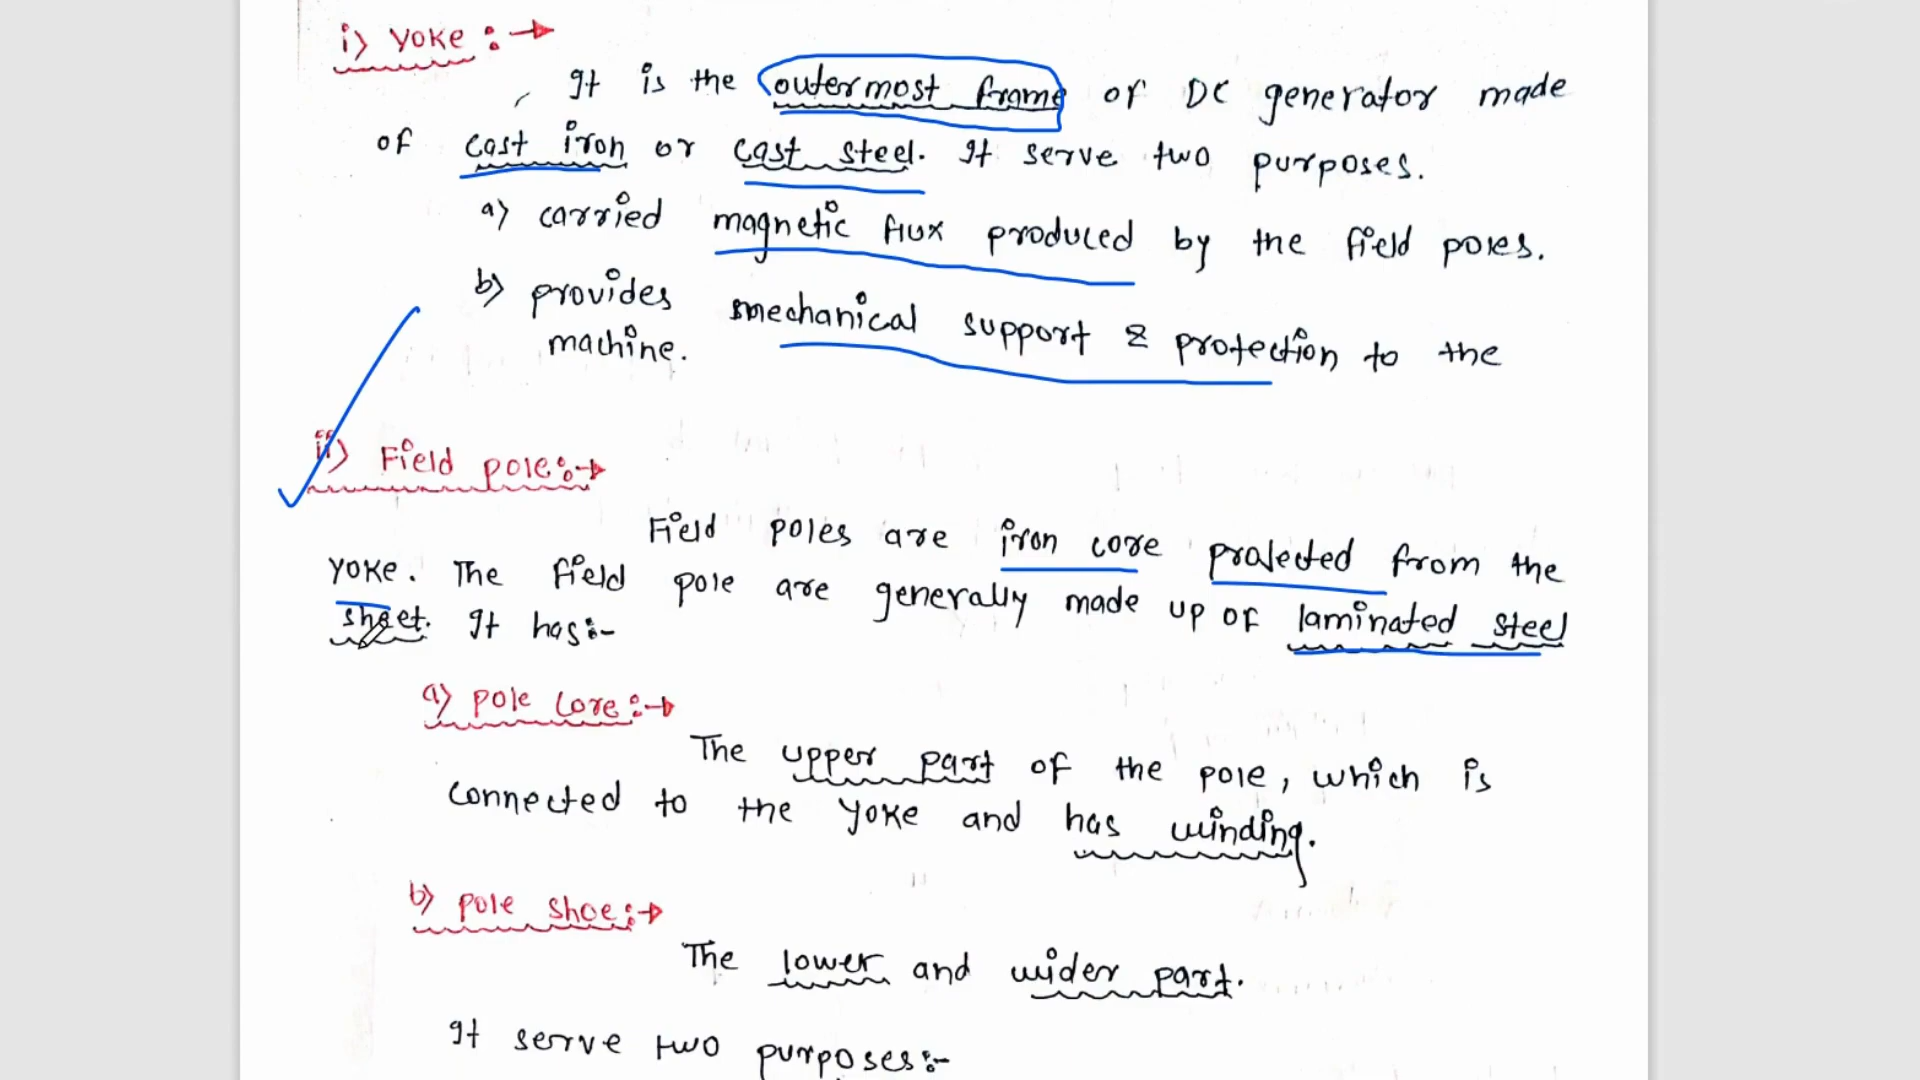 i) Yoke :→
It is the outermost frame of DC generator made
of cast iron or cast steel. It serve two purposes.
a) carried magnetic flux produced by the field poles.
b) provides mechanical support & protection to the
machine.
ii) Field pole:→
Field poles are iron core projected from the
yoke. The field pole are generally made up of laminated steel
sheet. It has:-
a) pole core:→
The upper part of the pole, which is
connected to the yoke and has winding.
b) pole shoe:→
The lower and wider part.
It serve two purposes:-